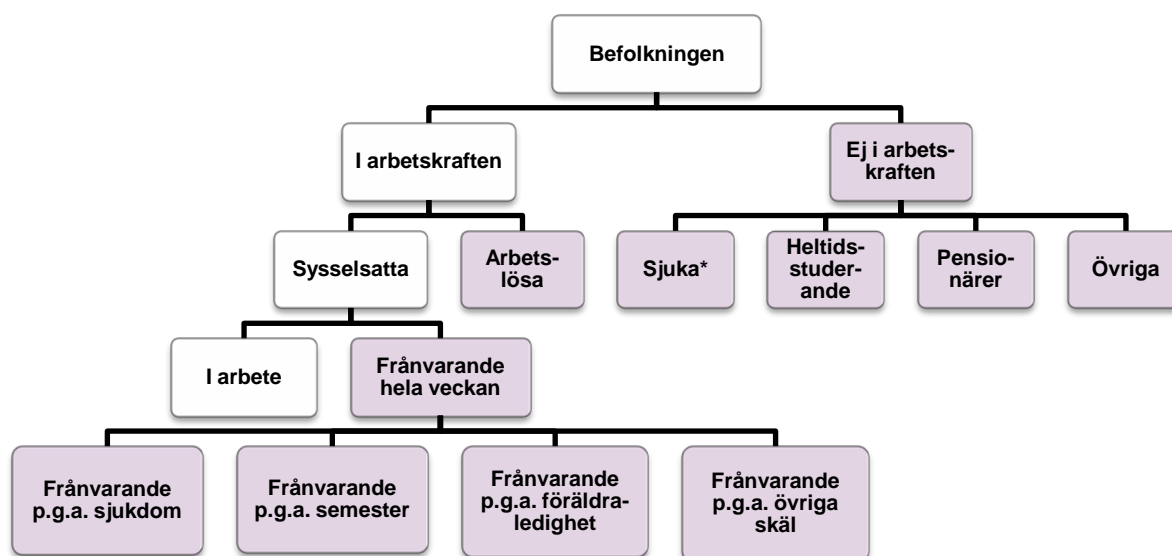 Befolkningen
I arbetskraften
Ej i arbets-
kraften
Sysselsatta
Arbets-
lösa
Sjuka*
Heltids-
studer-
ande
Pensio-
närer
Övriga
I arbete
Frånvarande
hela veckan
Frånvarande
p.g.a. sjukdom
Frånvarande
p.g.a. semester
Frånvarande
p.g.a. föräldra-
ledighet
Frånvarande
p.g.a. övriga
skäl